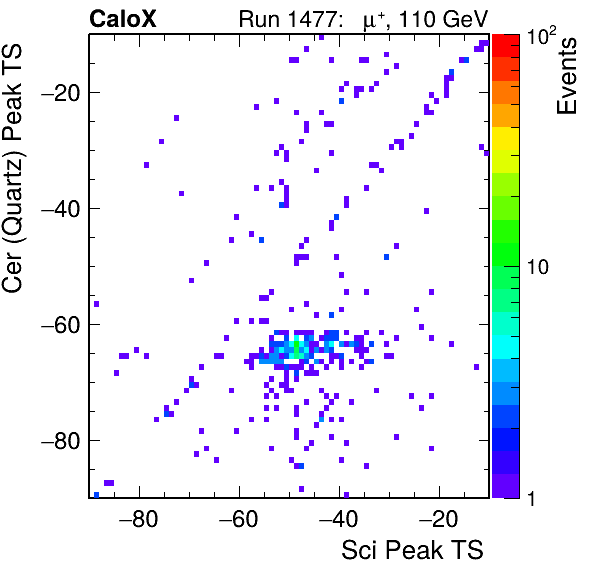 CaloX Run 1477: μ⁺, 110 GeV
Cer (Quartz) Peak TS
−20
−40
−60
−80
−80 −60 −40 −20
Sci Peak TS
10²
10
1
Events